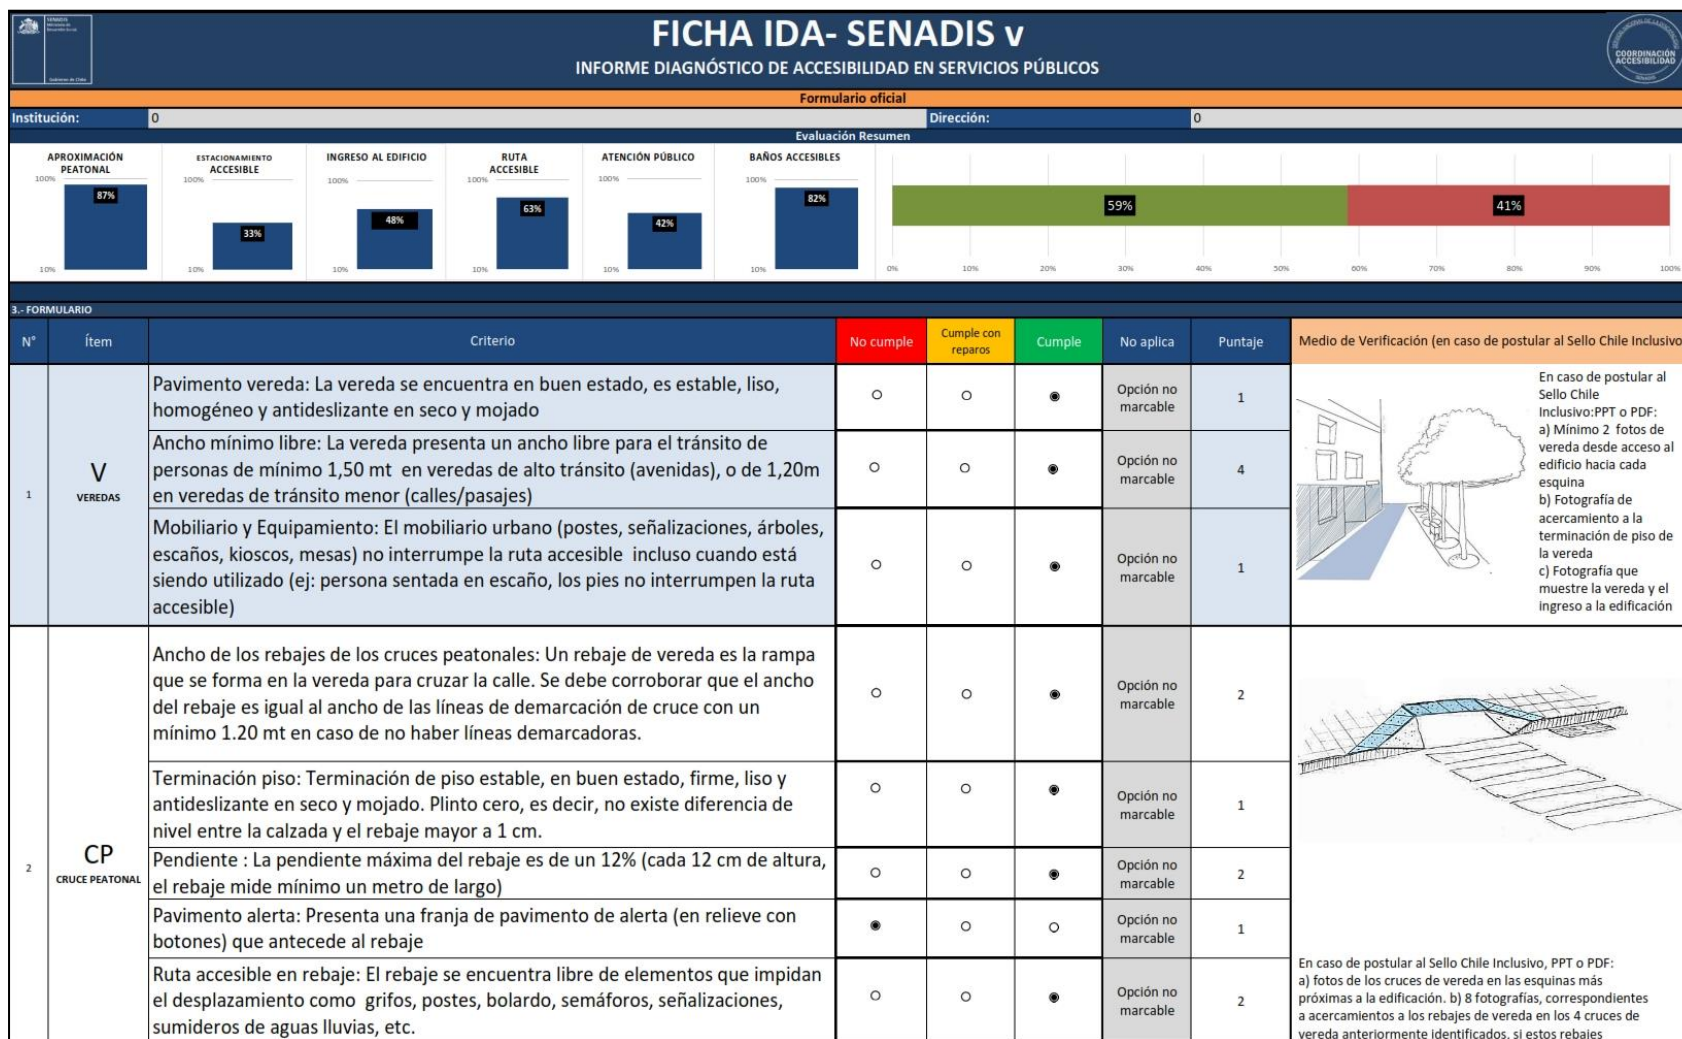 SENADIS
Ministerio de
Desarrollo Social
Gobierno de Chile
FICHA IDA- SENADIS v
INFORME DIAGNÓSTICO DE ACCESIBILIDAD EN SERVICIOS PÚBLICOS
COORDINACIÓN
ACCESIBILIDAD
SENADIS
Formulario oficial
Institución: 0 Dirección: 0
Evaluación Resumen
APROXIMACIÓN
PEATONAL
100%
87%
10%
ESTACIONAMIENTO
ACCESIBLE
100%
33%
10%
INGRESO AL EDIFICIO
100%
48%
10%
RUTA
ACCESIBLE
100%
63%
10%
ATENCIÓN PÚBLICO
100%
42%
10%
BAÑOS ACCESIBLES
100%
82%
10%
59% 41%
0% 10% 20% 30% 40% 50% 60% 70% 80% 90% 100%
3.- FORMULARIO
N° Ítem Criterio No cumple Cumple con reparos Cumple No aplica Puntaje Medio de Verificación (en caso de postular al Sello Chile Inclusivo
1
V
VEREDAS
Pavimento vereda: La vereda se encuentra en buen estado, es estable, liso,
homogéneo y antideslizante en seco y mojado
Opción no
marcable
1
Ancho mínimo libre: La vereda presenta un ancho libre para el tránsito de
personas de mínimo 1,50 mt en veredas de alto tránsito (avenidas), o de 1,20m
en veredas de tránsito menor (calles/pasajes)
Opción no
marcable
4
Mobiliario y Equipamiento: El mobiliario urbano (postes, señalizaciones, árboles,
escaños, kioscos, mesas) no interrumpe la ruta accesible incluso cuando está
siendo utilizado (ej: persona sentada en escaño, los pies no interrumpen la ruta
accesible)
Opción no
marcable
1
En caso de postular al
Sello Chile
Inclusivo:PPT o PDF:
a) Mínimo 2 fotos de
vereda desde acceso al
edificio hacia cada
esquina
b) Fotografía de
acercamiento a la
terminación de piso de
la vereda
c) Fotografía que
muestre la vereda y el
ingreso a la edificación
2
CP
CRUCE PEATONAL
Ancho de los rebajes de los cruces peatonales: Un rebaje de vereda es la rampa
que se forma en la vereda para cruzar la calle. Se debe corroborar que el ancho
del rebaje es igual al ancho de las líneas de demarcación de cruce con un
mínimo 1.20 mt en caso de no haber líneas demarcadoras.
Opción no
marcable
2
Terminación piso: Terminación de piso estable, en buen estado, firme, liso y
antideslizante en seco y mojado. Plinto cero, es decir, no existe diferencia de
nivel entre la calzada y el rebaje mayor a 1 cm.
Opción no
marcable
1
Pendiente : La pendiente máxima del rebaje es de un 12% (cada 12 cm de altura,
el rebaje mide mínimo un metro de largo)
Opción no
marcable
2
Pavimento alerta: Presenta una franja de pavimento de alerta (en relieve con
botones) que antecede al rebaje
Opción no
marcable
1
Ruta accesible en rebaje: El rebaje se encuentra libre de elementos que impidan
el desplazamiento como grifos, postes, bolardo, semáforos, señalizaciones,
sumideros de aguas lluvias, etc.
Opción no
marcable
2
En caso de postular al Sello Chile Inclusivo, PPT o PDF:
a) fotos de los cruces de vereda en las esquinas más
próximas a la edificación. b) 8 fotografías, correspondientes
a acercamientos a los rebajes de vereda en los 4 cruces de
vereda anteriormente identificados, si estos rebajes